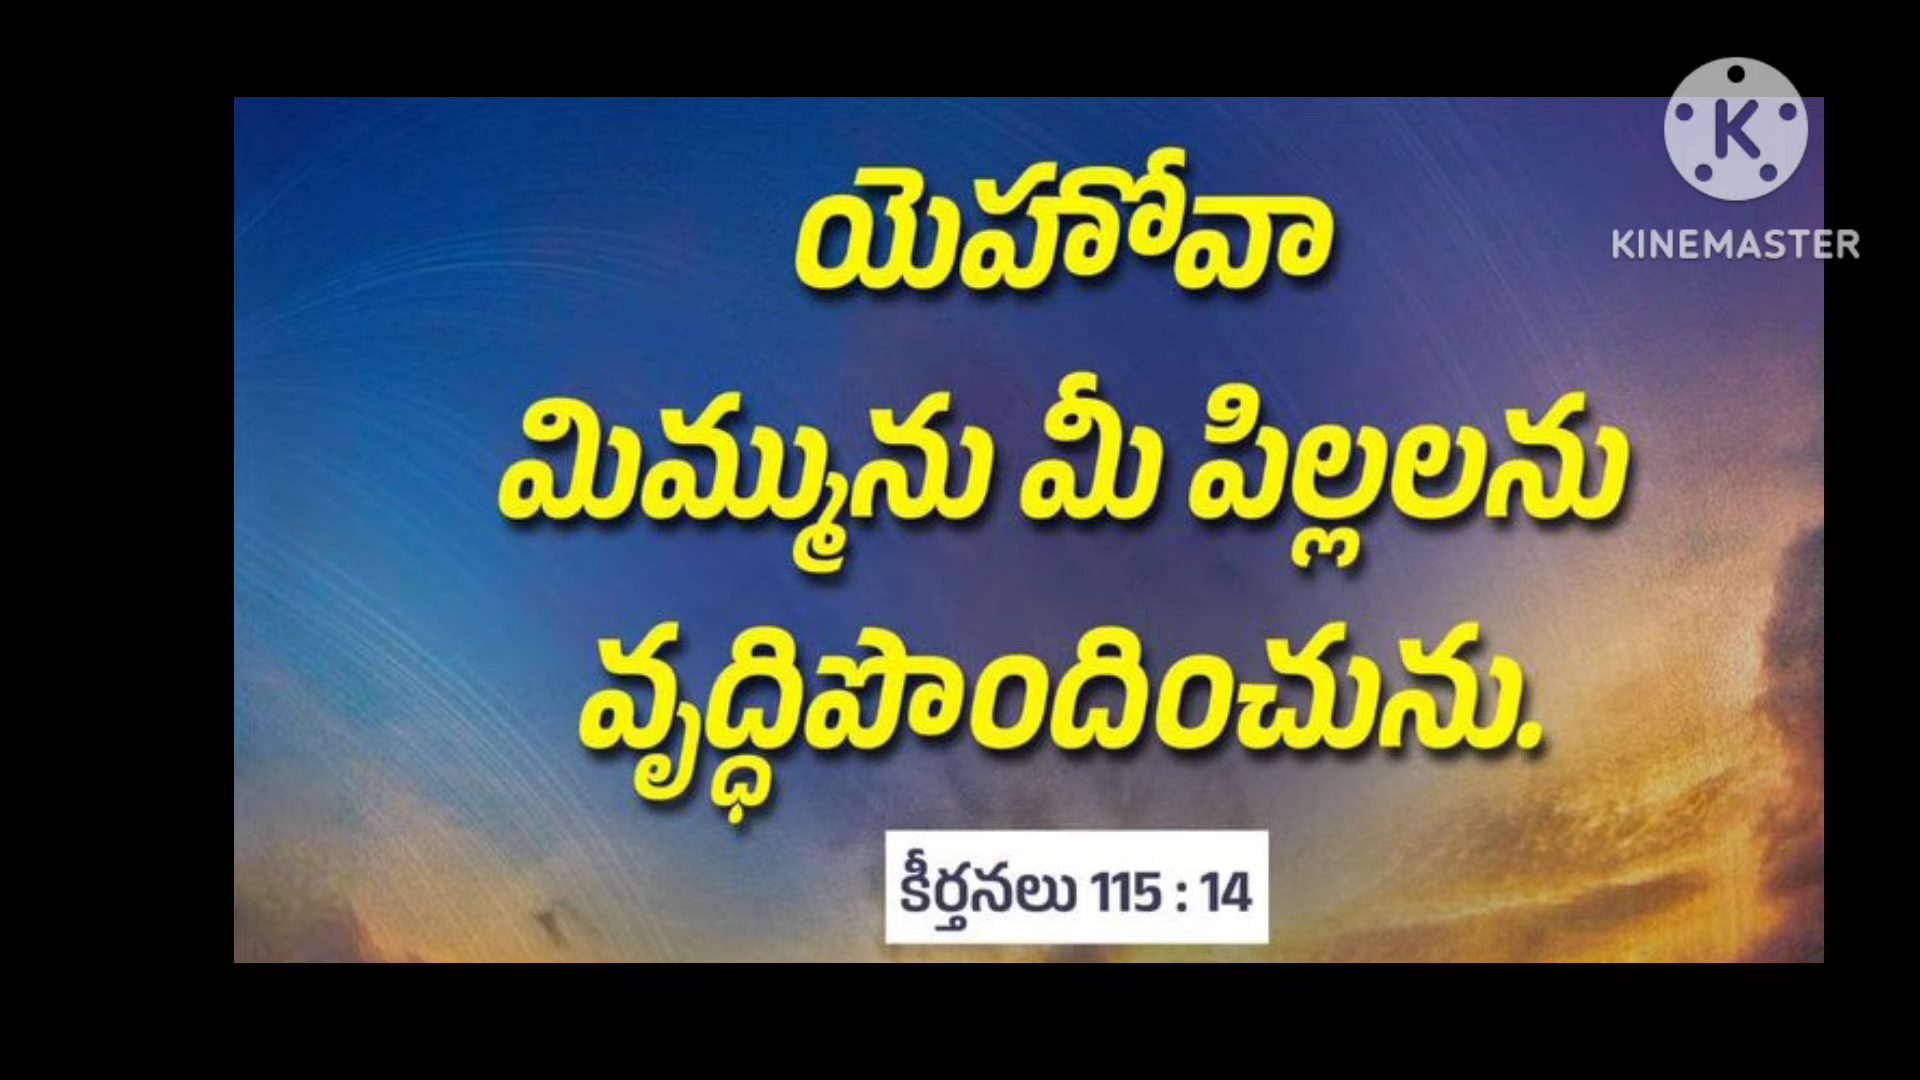 యెహోవా
మిమ్మును మీ పిల్లలను
వృద్ధిపొందించును.
కీర్తనలు 115 : 14
K
KINEMASTER